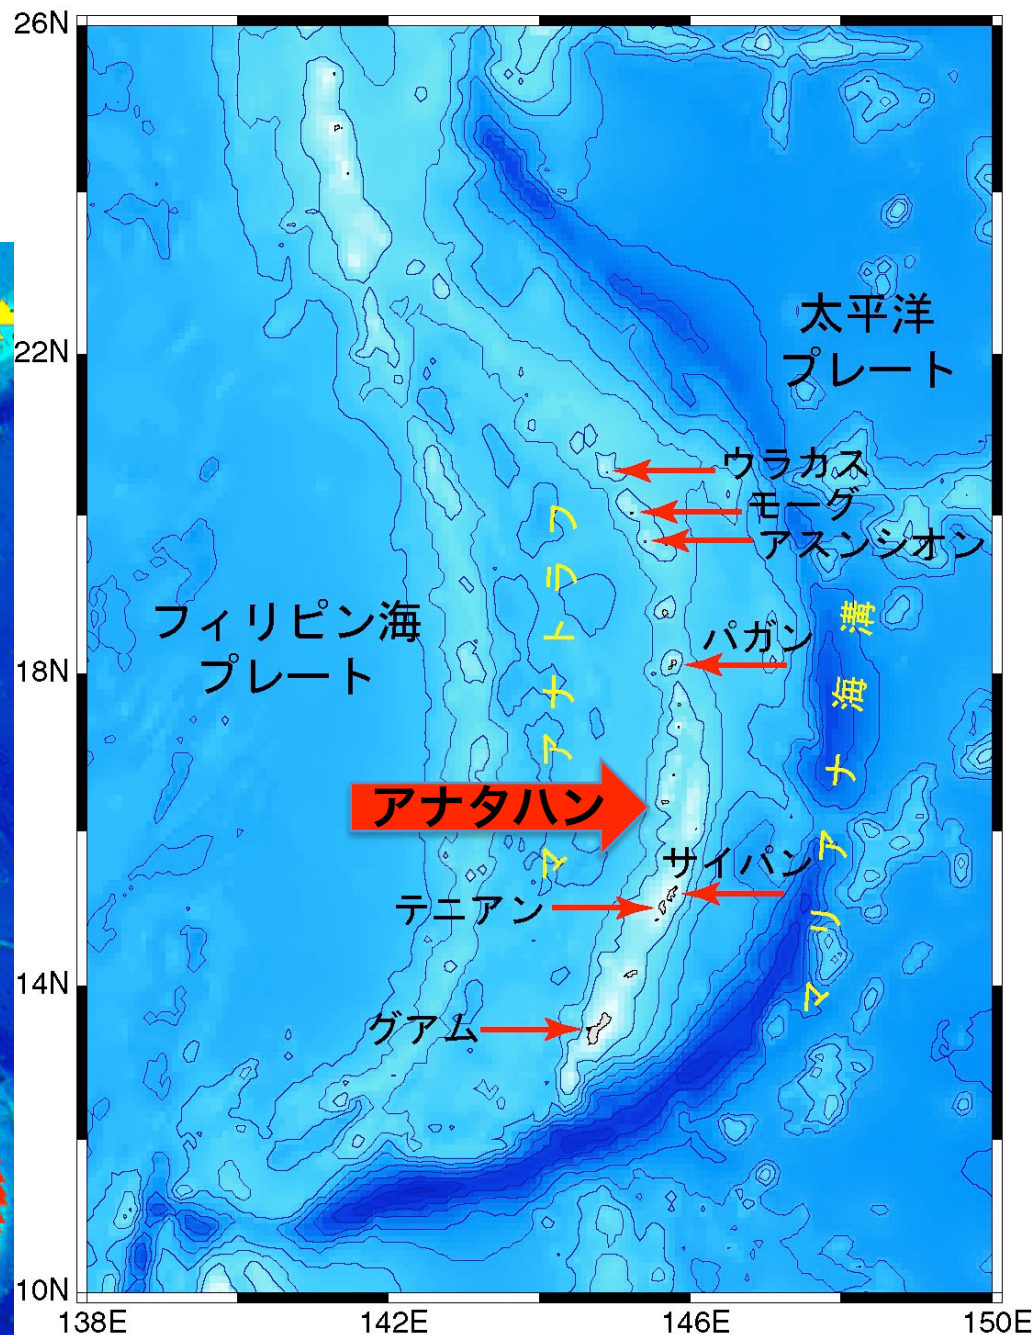 26N
22N
18N
14N
10N
138E
142E
146E
150E
太平洋
プレート
ウラカス
モーグ
アスンシオン
フィリピン海
プレート
パガン
マアナトラフ
マリアナ海溝
アナタハン
サイパン
テニアン
グアム